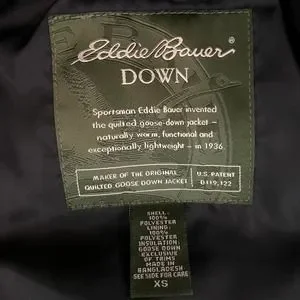 Eddie Bauer®
DOWN
Sportsman Eddie Bauer invented
the quilted goose-down jacket –
naturally warm, functional and
exceptionally lightweight – in 1936
MAKER OF THE ORIGINAL
QUILTED GOOSE DOWN JACKET
U.S. PATENT
D119,122
SHELL:
100%
POLYESTER
LINING:
100%
POLYESTER
INSULATION:
GOOSE DOWN
EXCLUSIVE
OF TRIMS
MADE IN
BANGLADESH
SEE SIDE FOR CARE
XS